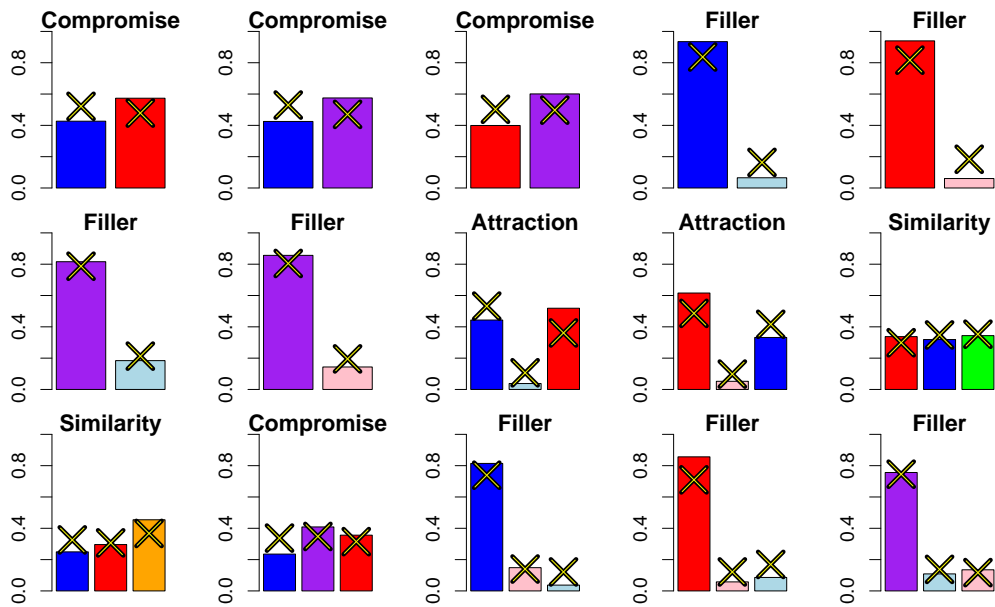 Compromise Compromise Compromise Filler Filler
0.0 0.4 0.8 0.0 0.4 0.8 0.0 0.4 0.8 0.0 0.4 0.8 0.0 0.4 0.8
Filler Filler Attraction Attraction Similarity
0.0 0.4 0.8 0.0 0.4 0.8 0.0 0.4 0.8 0.0 0.4 0.8 0.0 0.4 0.8
Similarity Compromise Filler Filler Filler
0.0 0.4 0.8 0.0 0.4 0.8 0.0 0.4 0.8 0.0 0.4 0.8 0.0 0.4 0.8